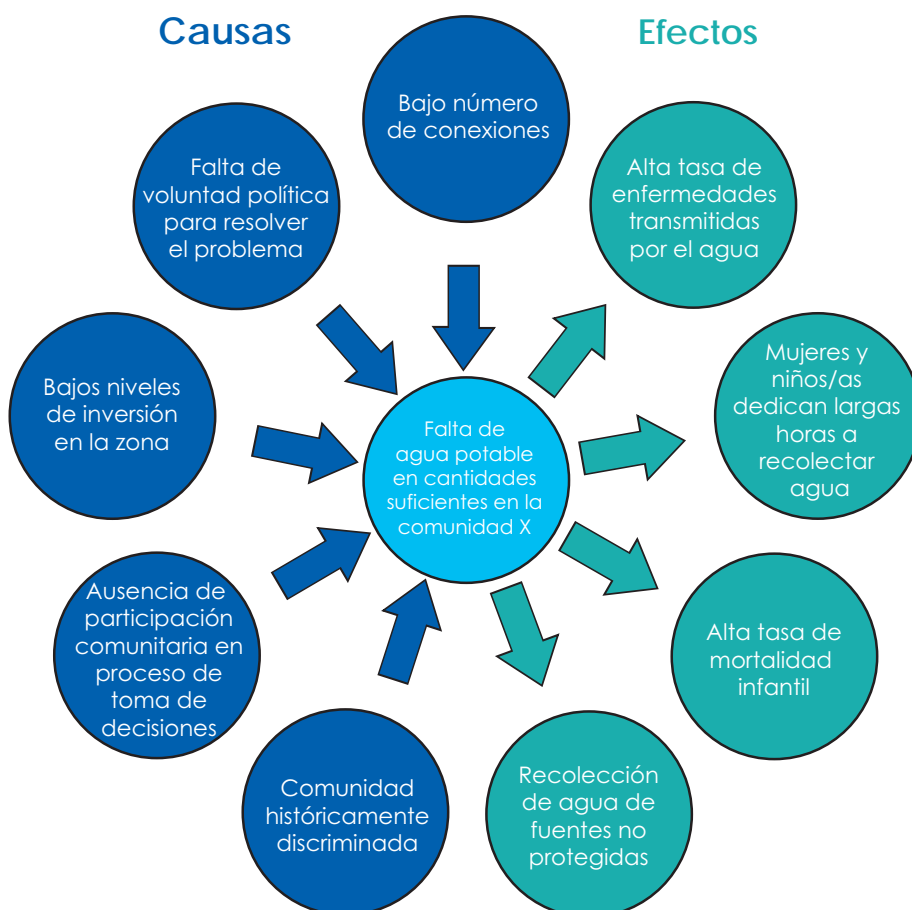 Causas
Efectos
Bajo número
de conexiones
Falta de
voluntad política
para resolver
el problema
Alta tasa de
enfermedades
transmitidas
por el agua
Bajos niveles
de inversión
en la zona
Mujeres y
niños/as
dedican largas
horas a
recolectar
agua
Falta de
agua potable
en cantidades
suficientes en la
comunidad X
Ausencia de
participación
comunitaria en
proceso de
toma de
decisiones
Alta tasa de
mortalidad
infantil
Comunidad
históricamente
discriminada
Recolección
de agua de
fuentes no
protegidas